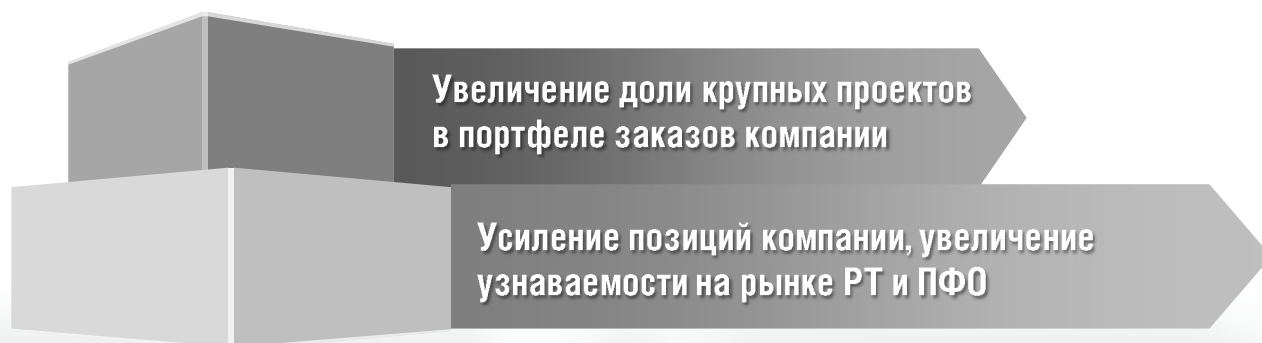 Увеличение доли крупных проектов
в портфеле заказов компании
Усиление позиций компании, увеличение
узнаваемости на рынке РТ и ПФО